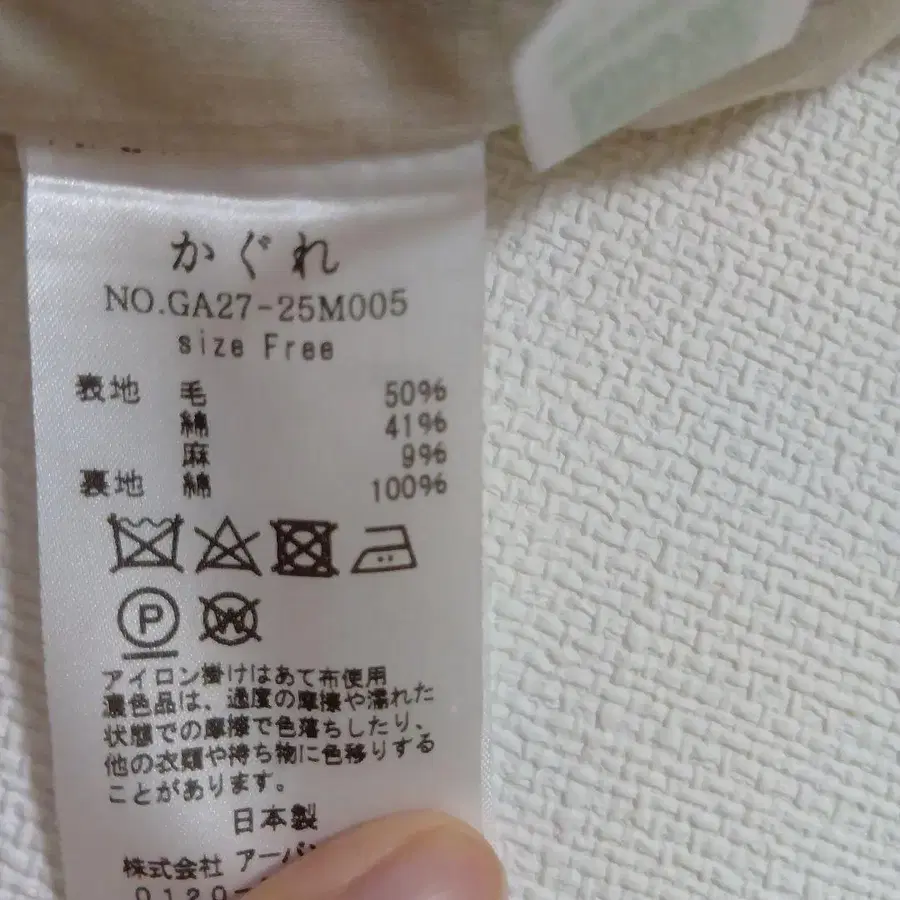 かぐれ
NO.GA27-25M005
size Free
表地 毛 50%
綿 41%
麻 9%
裏地 綿 100%
P
W
アイロン掛けはあて布使用
濃色品は、過度の摩擦や濡れた
状態での摩擦で色落ちしたり、
他の衣類や持ち物に色移りする
ことがあります。
日本製
株式会社 アーバン
0120-